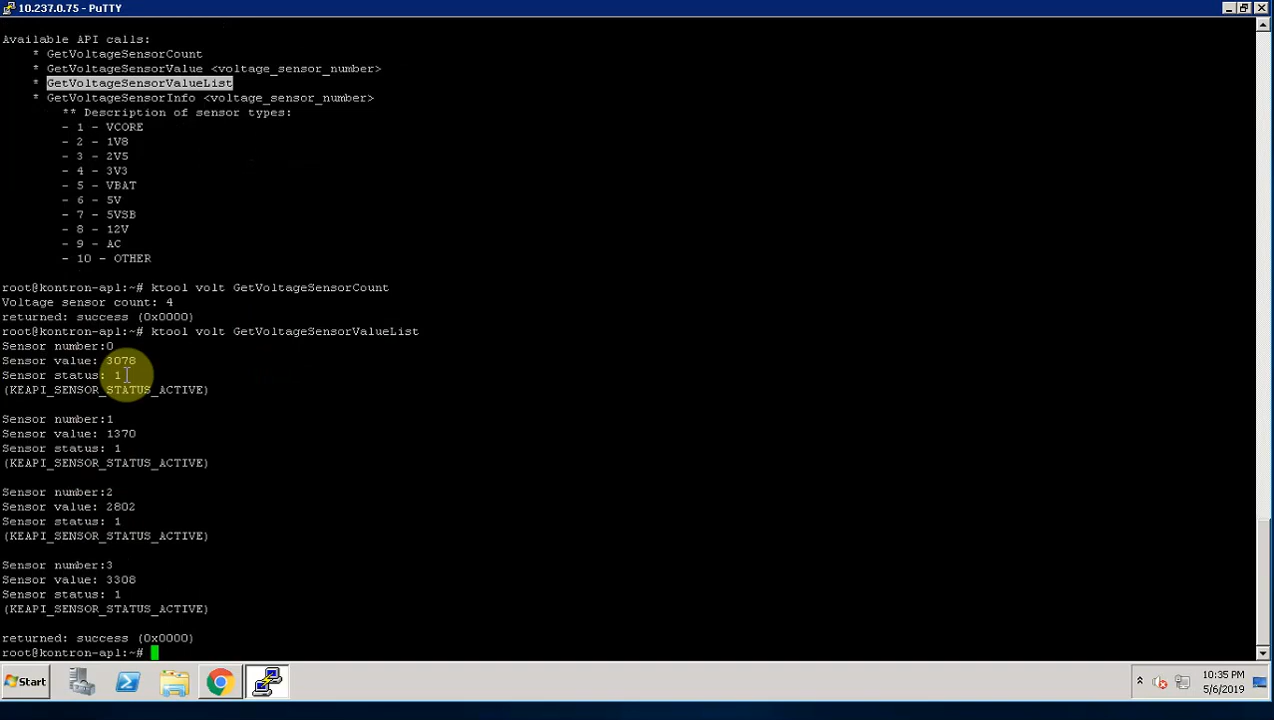 10.237.0.75 - PuTTY
Available API calls:
* GetVoltageSensorCount
* GetVoltageSensorValue <voltage_sensor_number>
* GetVoltageSensorValueList
* GetVoltageSensorInfo <voltage_sensor_number>
** Description of sensor types:
- 1 - VCORE
- 2 - 1V8
- 3 - 2V5
- 4 - 3V3
- 5 - VBAT
- 6 - 5V
- 7 - 5VSB
- 8 - 12V
- 9 - AC
- 10 - OTHER
root@kontron-apl:~# ktool volt GetVoltageSensorCount
Voltage sensor count: 4
returned: success (0x0000)
root@kontron-apl:~# ktool volt GetVoltageSensorValueList
Sensor number:0
Sensor value: 3078
Sensor status: 1
(KEAPI_SENSOR_STATUS_ACTIVE)
Sensor number:1
Sensor value: 1370
Sensor status: 1
(KEAPI_SENSOR_STATUS_ACTIVE)
Sensor number:2
Sensor value: 2802
Sensor status: 1
(KEAPI_SENSOR_STATUS_ACTIVE)
Sensor number:3
Sensor value: 3308
Sensor status: 1
(KEAPI_SENSOR_STATUS_ACTIVE)
returned: success (0x0000)
root@kontron-apl:~#
Start
10:35 PM
5/6/2019